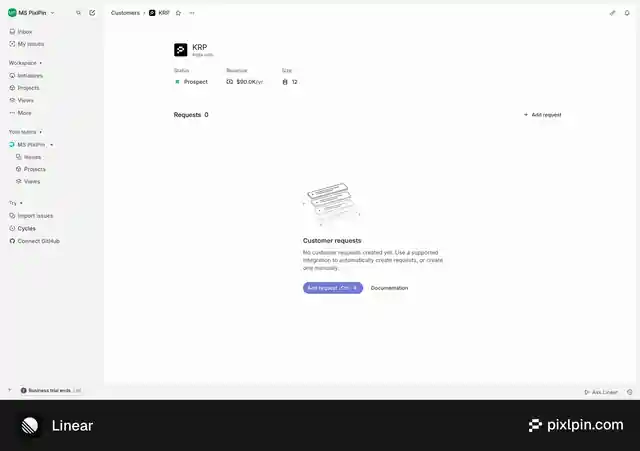 MS PixlPin
Customers › KRP
Inbox
My issues
Workspace
Initiatives
Projects
Views
More
Your teams
MS PixlPin
Issues
Projects
Views
Try
Import issues
Cycles
Connect GitHub
KRP
Status
Revenue
Size
Prospect
$90.0K/yr
12
Requests 0
+ Add request
Customer requests
No customer requests created yet. Use a supported
integration to automatically create requests, or create
one manually.
Add request
Documentation
Business trial ends
Ask Linear
Linear
pixlpin.com